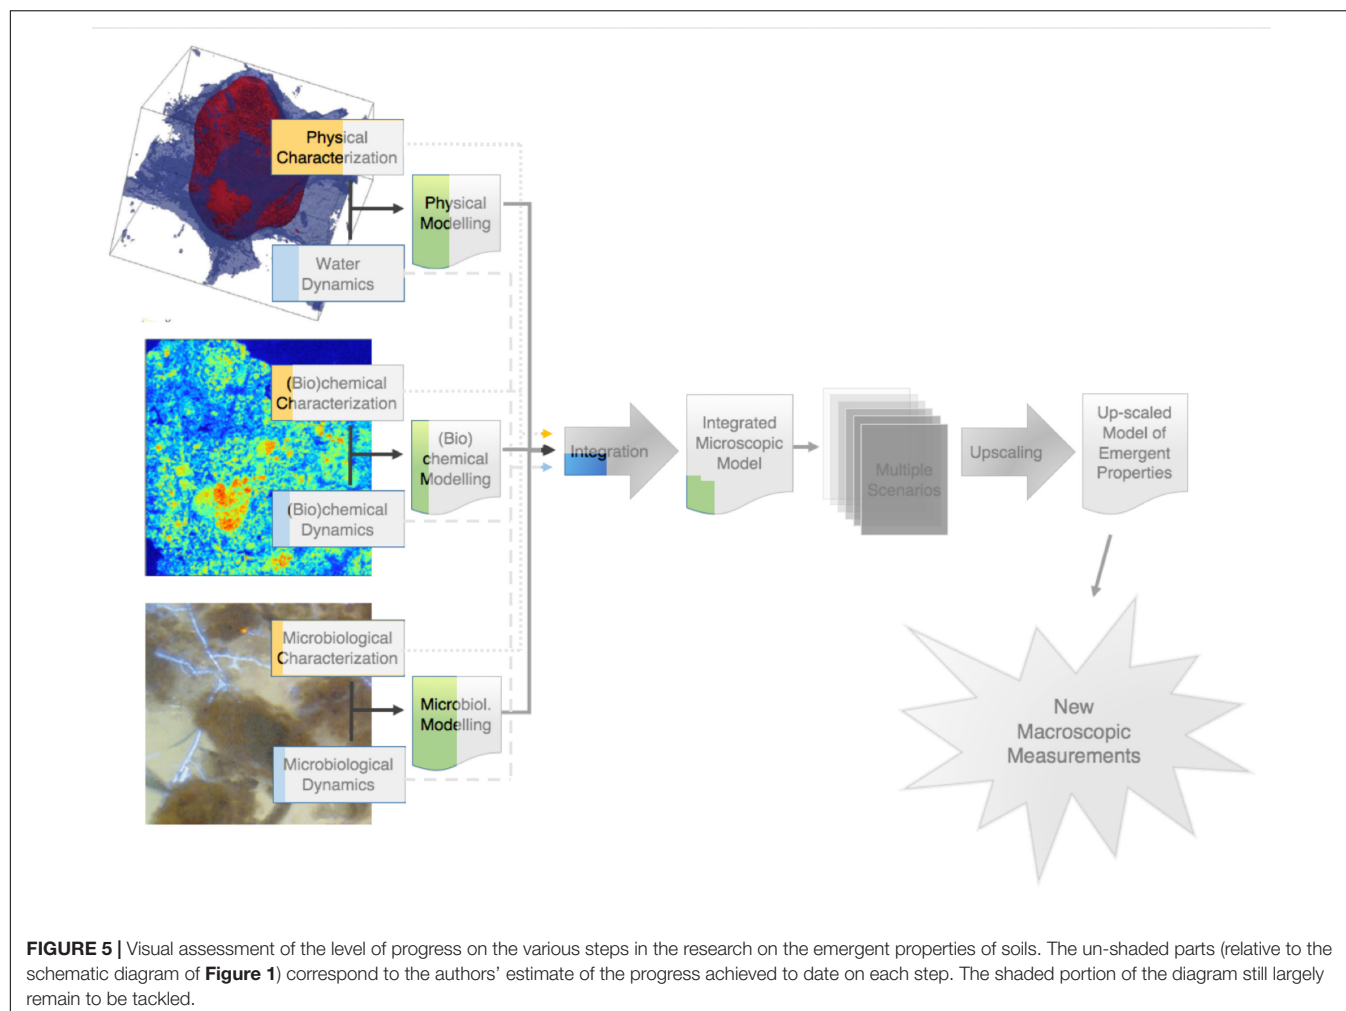 Physical
Characterization
Physical
Modelling
Water
Dynamics
(Bio)chemical
Characterization
(Bio)
chemical
Modelling
(Bio)chemical
Dynamics
Microbiological
Characterization
Microbiol.
Modelling
Microbiological
Dynamics
Integration
Integrated
Microscopic
Model
Multiple
Scenarios
Upscaling
Up-scaled
Model of
Emergent
Properties
New
Macroscopic
Measurements
FIGURE 5 | Visual assessment of the level of progress on the various steps in the research on the emergent properties of soils. The un-shaded parts (relative to the
schematic diagram of Figure 1) correspond to the authors’ estimate of the progress achieved to date on each step. The shaded portion of the diagram still largely
remain to be tackled.